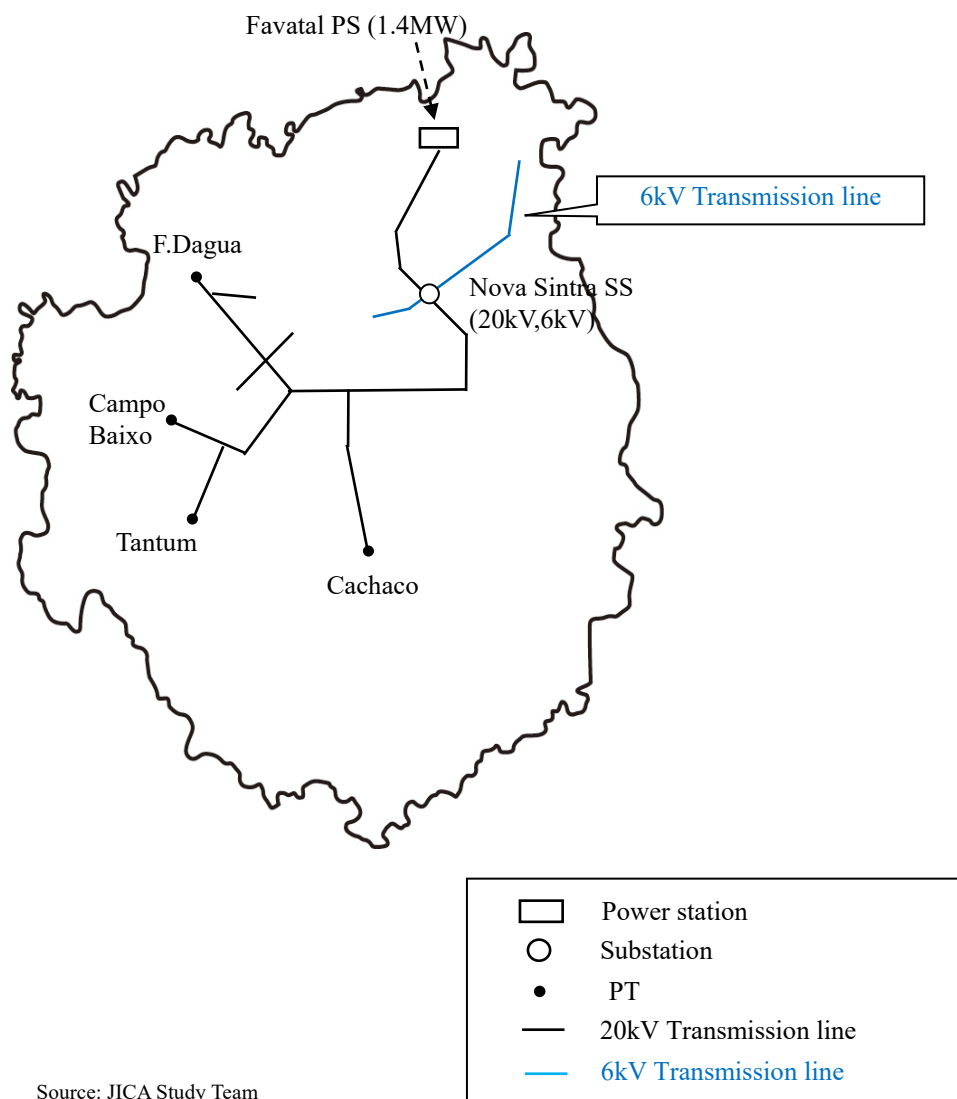 Favatal PS (1.4MW)
6kV Transmission line
F.Dagua
Nova Sintra SS
(20kV,6kV)
Campo
Baixo
Tantum
Cachaco
Power station
Substation
PT
20kV Transmission line
6kV Transmission line
Source: JICA Study Team